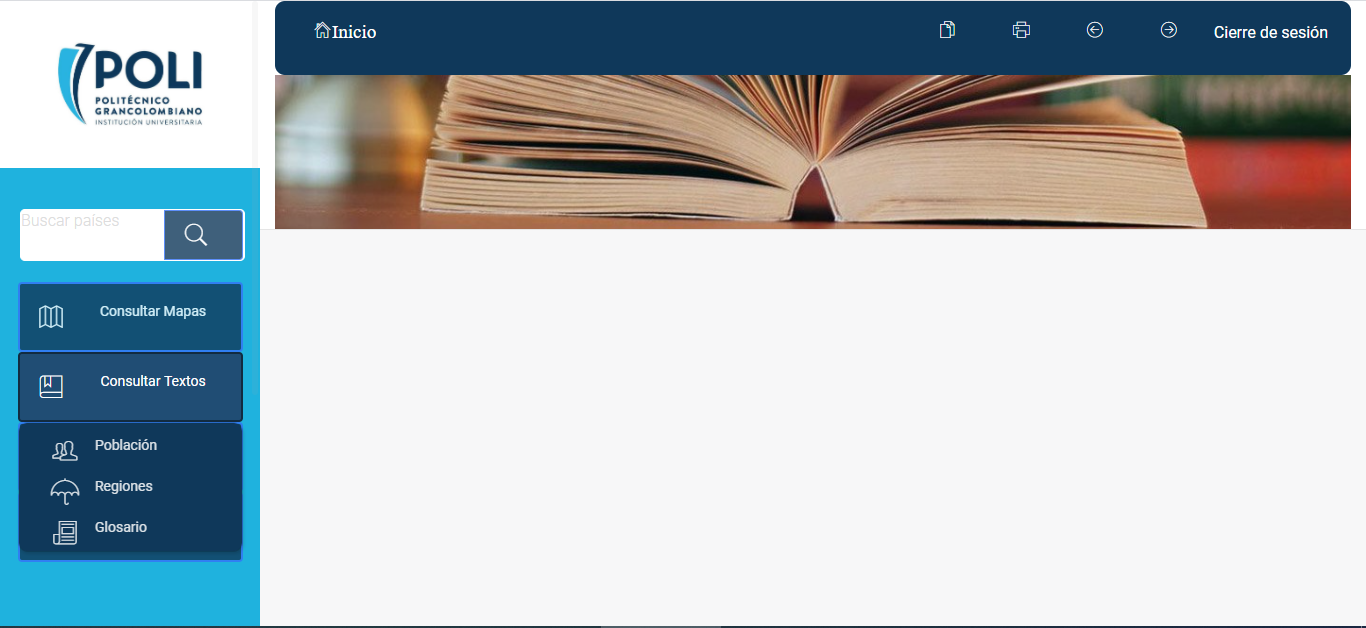 POLI
POLITÉCNICO
GRANCOLOMBIANO
INSTITUCIÓN UNIVERSITARIA
Inicio
Cierre de sesión
Buscar países
Consultar Mapas
Consultar Textos
Población
Regiones
Glosario